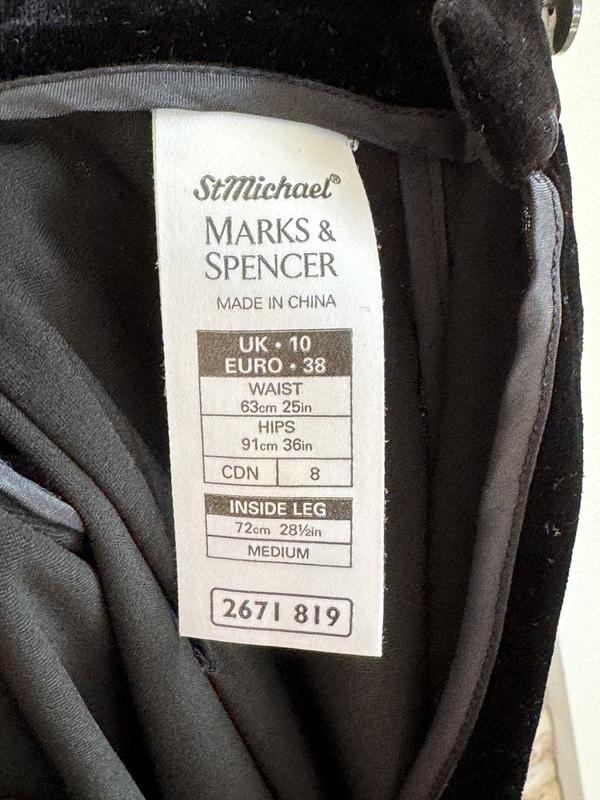 StMichael®
MARKS &
SPENCER
MADE IN CHINA
UK • 10
EURO • 38
WAIST
63cm 25in
HIPS
91cm 36in
CDN 8
INSIDE LEG
72cm 28½in
MEDIUM
2671 819